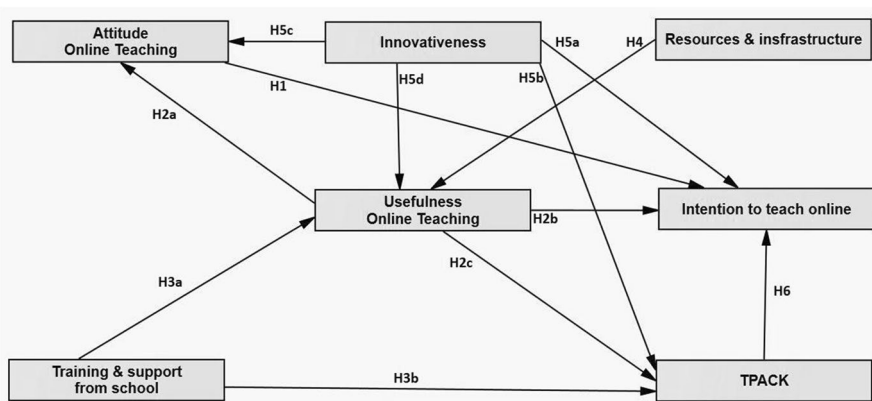 Attitude
Online Teaching
H5c
Innovativeness
H5a
H4
Resources & insfrastructure
H2a
H1
H5d
H5b
Usefulness
Online Teaching
H2b
Intention to teach online
H3a
H2c
H6
Training & support
from school
H3b
TPACK